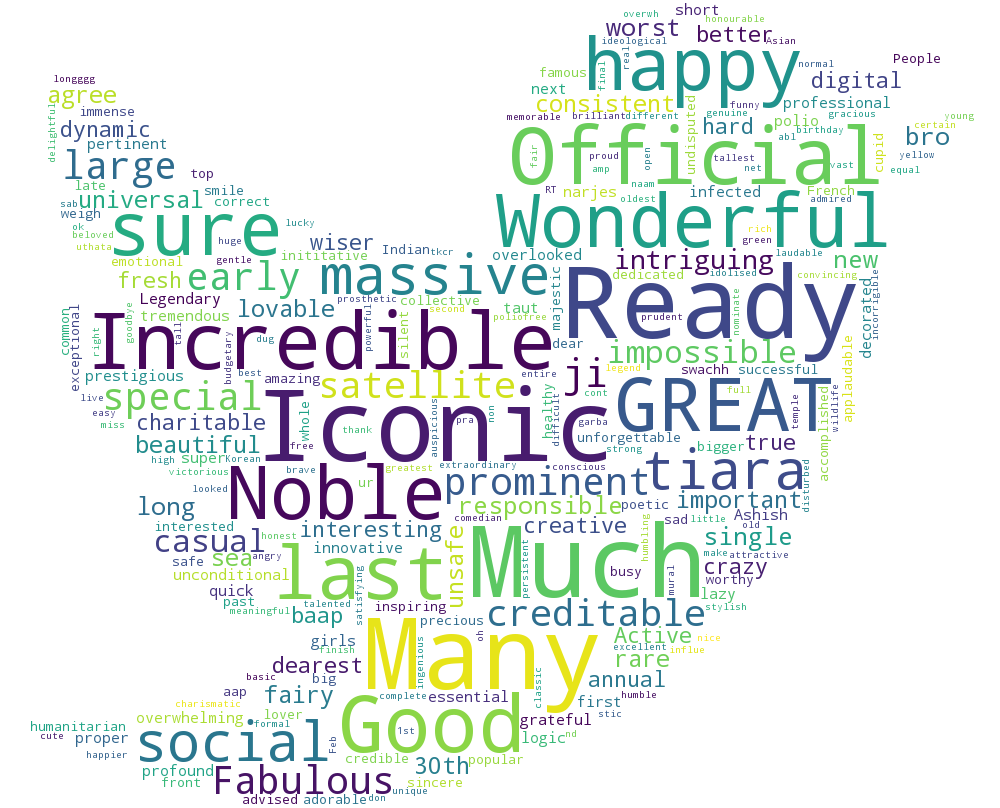 overwh
short
honourable
worst
better
ideological
real
Asian
happy
People
longggg
famous
final
funny
normal
digital
agree
next
consistent
professional
immense
memorable
brilliant
different
genuine
gracious
young
dynamic
Official
undisputed
hard
polio
abl
birthday
certain
bro
delightful
pertinent
fair
proud
tallest
open
cupid
yellow
large
top
amp
net
vast
equal
late
smile
RT
naam
infected
French
universal
correct
narjes
oldest
admired
sab
weigh
lucky
Wonderful
rich
ok
sure
huge
wiser
Indian
tkcr
overlooked
green
laudable
beloved
uthata
gentle
inititative
intriguing
new
emotional
early
massive
majestic
dedicated
idolised
convincing
incorrigible
fresh
Legendary
prosthetic
collective
second
taut
Ready
nominate
prudent
decorated
common
exceptional
tremendous
lovable
powerful
silent
poliofree
right
goodbye
tall
Incredible
dug
dear
impossible
budgetary
best
entire
swachh
successful
prestigious
amazing
satellite
ji
legend
live
easy
special
cont
GREAT
full
temple
wildlife
applaudable
miss
charitable
whole
Iconic
auspicious
pra
non
healthy
difficult
garba
accomplished
thank
unforgettable
beautiful
free
strong
bigger
true
high
super
Korean
brave
greatest
extraordinary
conscious
tiara
disturbed
victorious
looked
Noble
ur
prominent
poetic
important
long
responsible
sad
little
Ashish
interested
interesting
comedian
creative
old
casual
honest
last
unsafe
Much
humbling
make
attractive
single
safe
sea
angry
innovative
persistent
busy
mural
crazy
unconditional
satisfying
worthy
quick
talented
inspiring
lazy
past
meaningful
baap
precious
creditable
stylish
girls
Many
oh
Active
nice
finish
ingenious
excellent
influe
dearest
basic
rare
aap
big
fairy
complete
essential
classic
annual
humble
charismatic
first
humanitarian
overwhelming
lover
Good
grateful
stic
cute
proper
social
formal
Feb
1st
logic
nd
happier
credible
popular
profound
30th
front
Fabulous
sincere
advised
adorable
don
unique